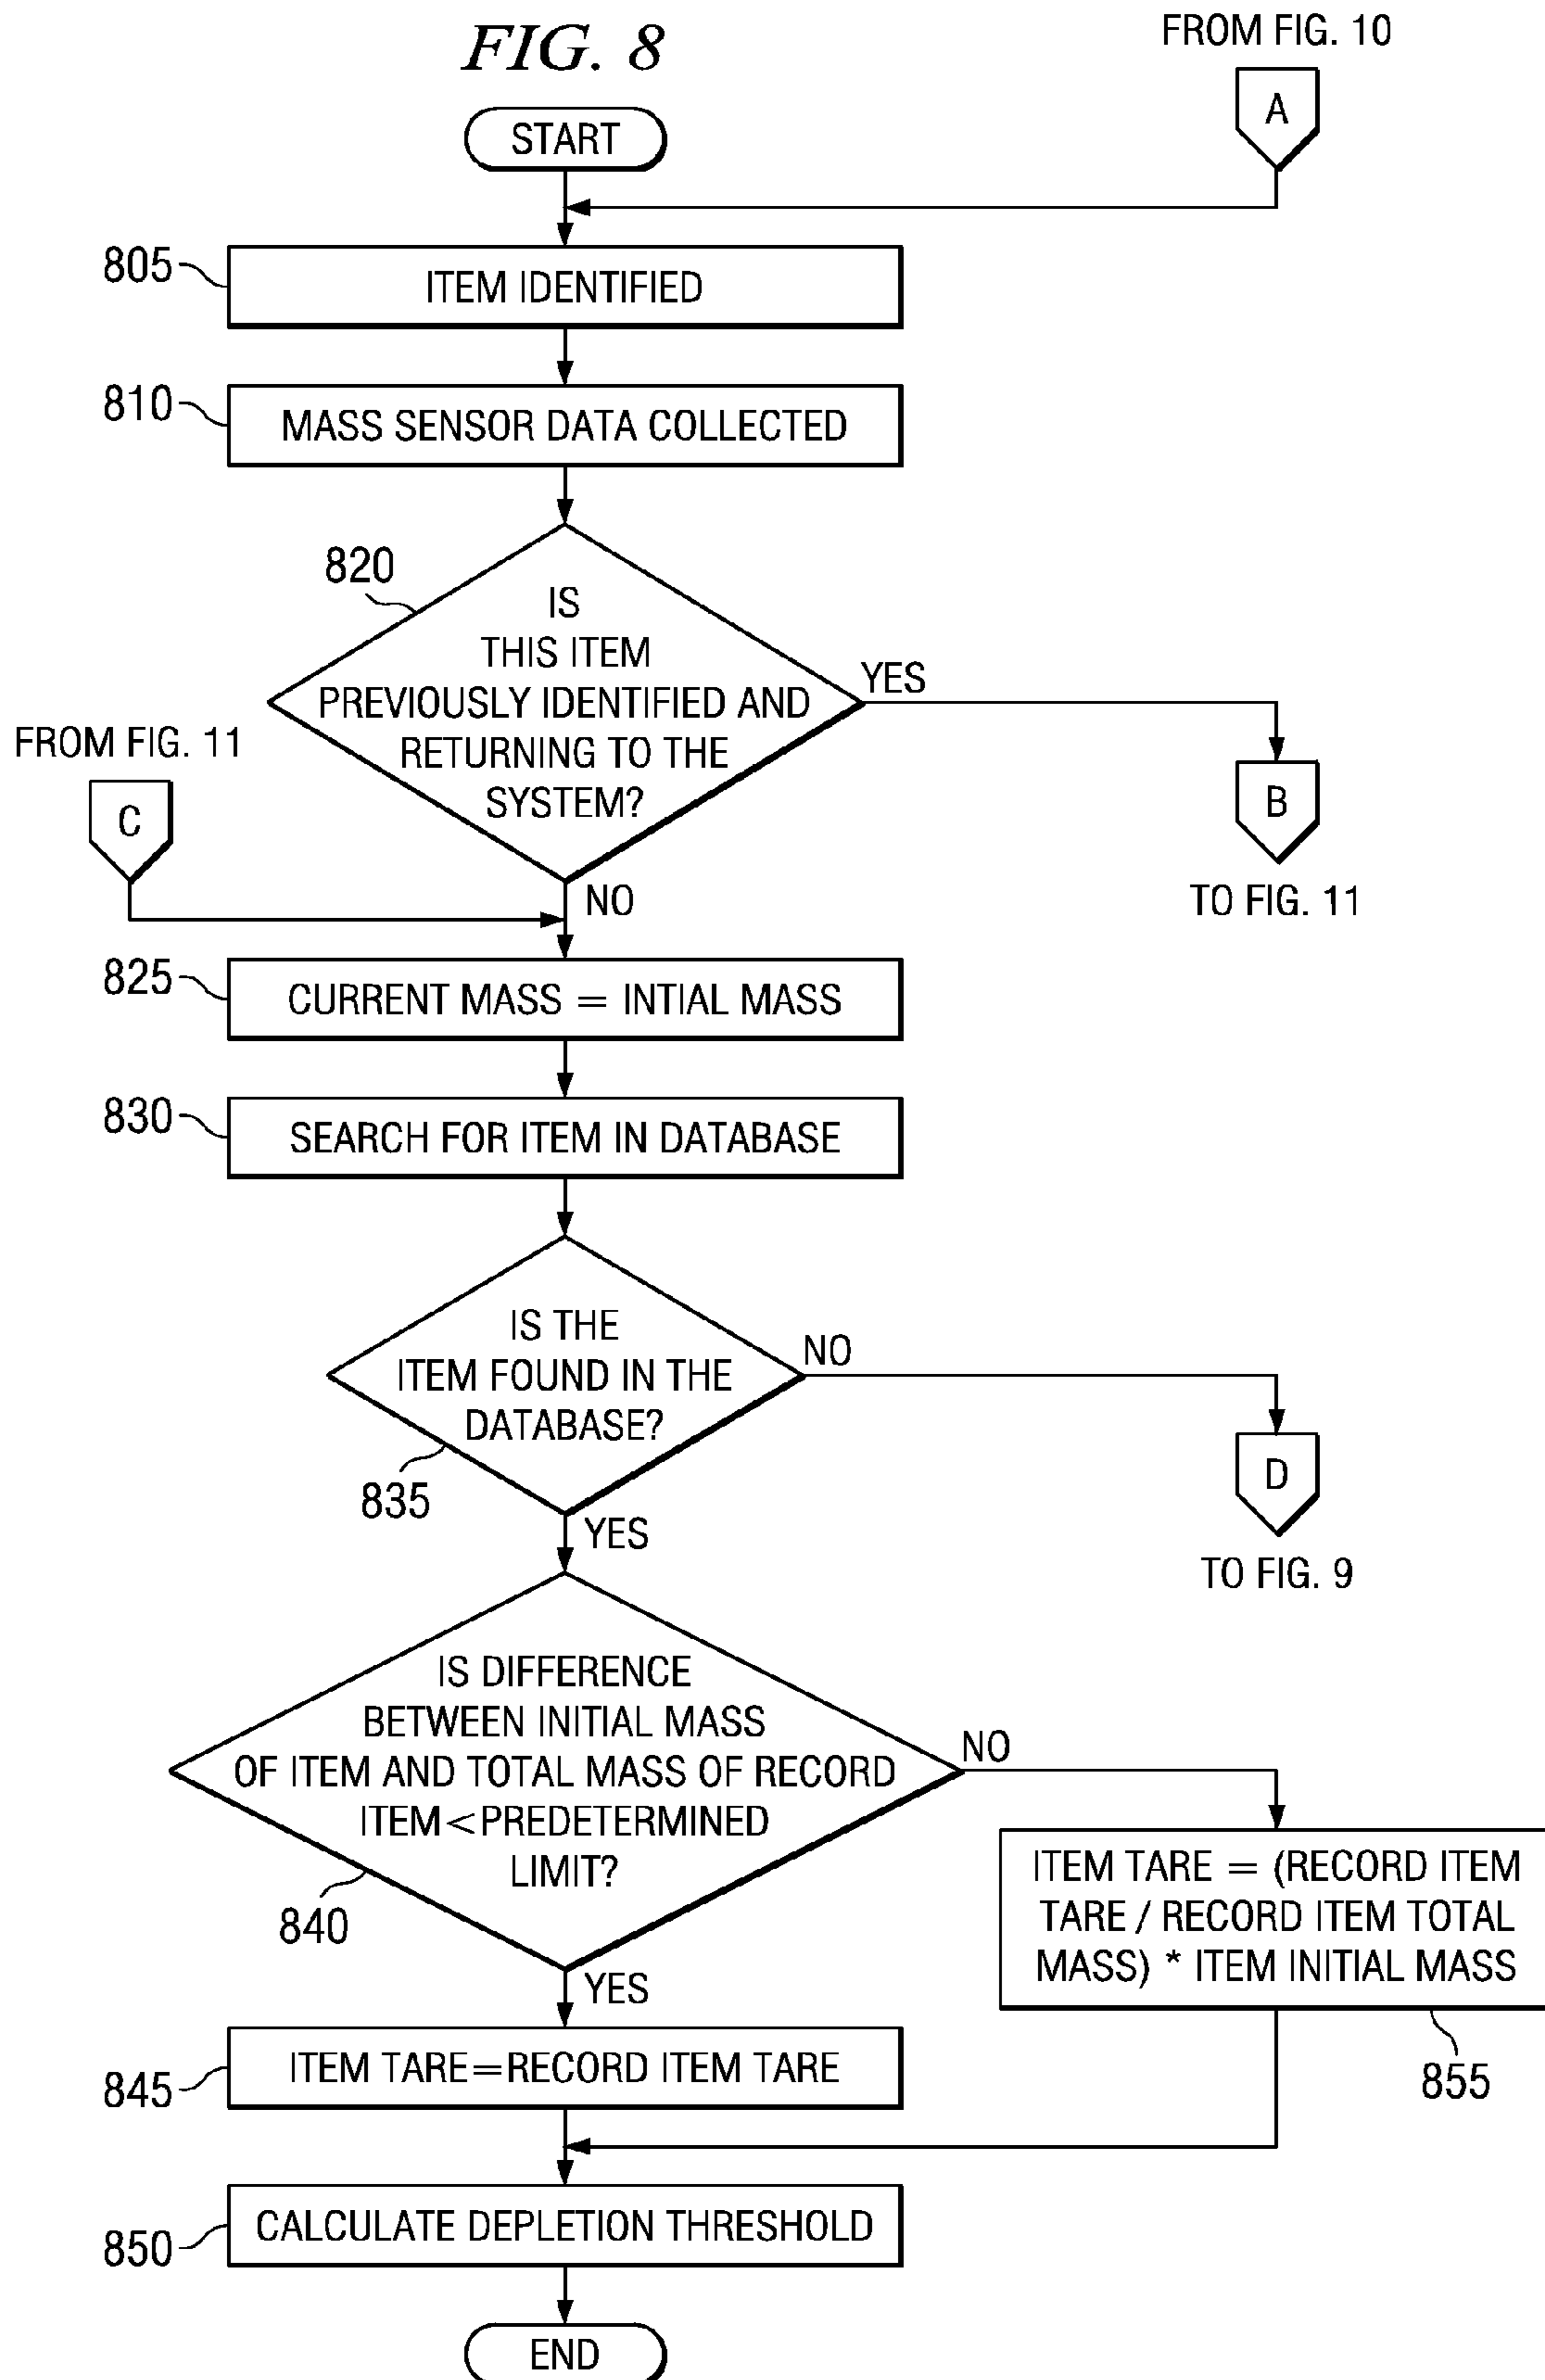 FIG. 8
FROM FIG. 10
A
START
805
ITEM IDENTIFIED
810
MASS SENSOR DATA COLLECTED
820
IS
THIS ITEM
PREVIOUSLY IDENTIFIED AND
RETURNING TO THE
SYSTEM?
YES
B
TO FIG. 11
FROM FIG. 11
C
NO
825
CURRENT MASS = INTIAL MASS
830
SEARCH FOR ITEM IN DATABASE
IS THE
ITEM FOUND IN THE
DATABASE?
835
NO
D
TO FIG. 9
YES
IS DIFFERENCE
BETWEEN INITIAL MASS
OF ITEM AND TOTAL MASS OF RECORD
ITEM<PREDETERMINED
LIMIT?
840
NO
ITEM TARE = (RECORD ITEM
TARE / RECORD ITEM TOTAL
MASS) * ITEM INITIAL MASS
855
YES
845
ITEM TARE=RECORD ITEM TARE
850
CALCULATE DEPLETION THRESHOLD
END